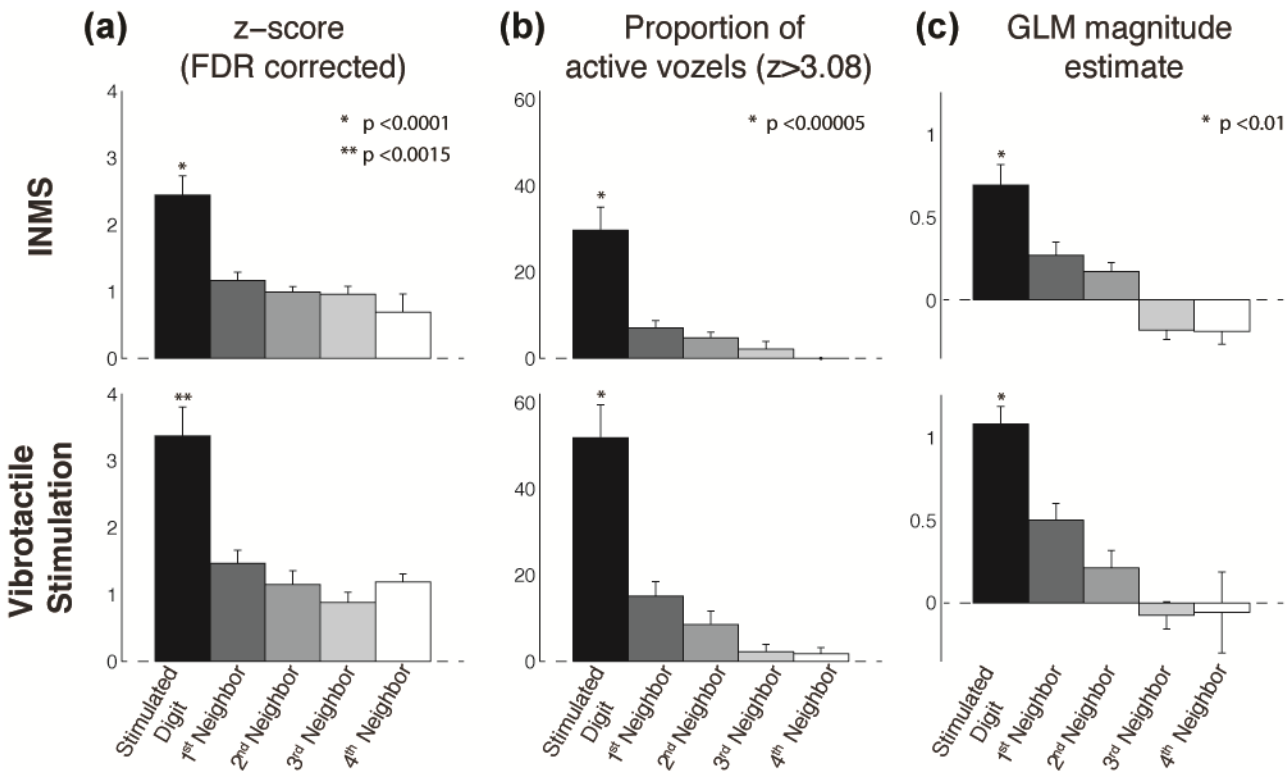 (a) z–score
(FDR corrected)
(b) Proportion of
active vozels (z>3.08)
(c) GLM magnitude
estimate
INMS
4
3
2
1
0
* p <0.0001
** p <0.0015
*
60
40
20
0
* p <0.00005
*
1
0.5
0
* p <0.01
*
Vibrotactile
Stimulation
4
3
2
1
0
**
60
40
20
0
*
1
0.5
0
*
Stimulated
Digit
1st Neighbor
2nd Neighbor
3rd Neighbor
4th Neighbor
Stimulated
Digit
1st Neighbor
2nd Neighbor
3rd Neighbor
4th Neighbor
Stimulated
Digit
1st Neighbor
2nd Neighbor
3rd Neighbor
4th Neighbor